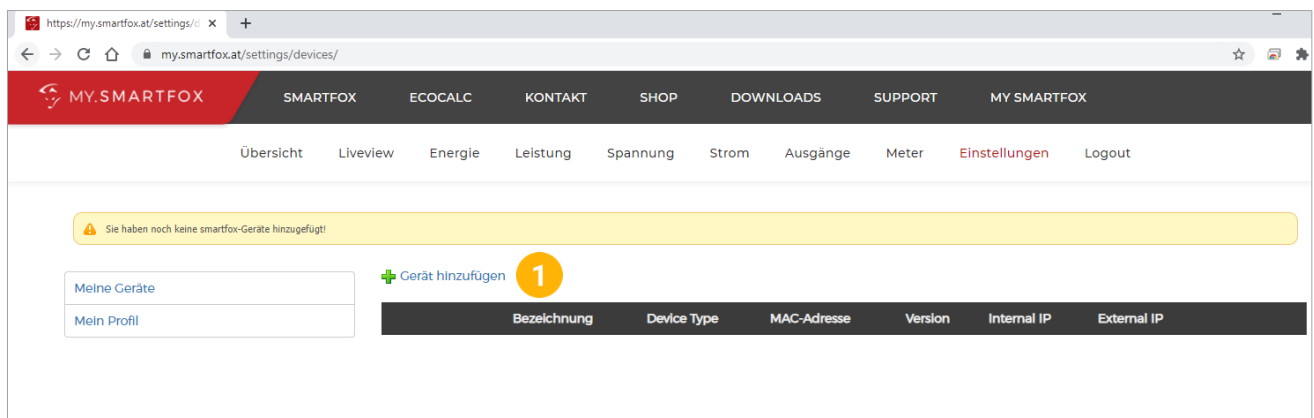 https://my.smartfox.at/settings/d
my.smartfox.at/settings/devices/
MY.SMARTFOX SMARTFOX ECOCALC KONTAKT SHOP DOWNLOADS SUPPORT MY SMARTFOX
Übersicht Liveview Energie Leistung Spannung Strom Ausgänge Meter Einstellungen Logout
Sie haben noch keine smartfox-Geräte hinzugefügt!
Gerät hinzufügen 1
Meine Geräte
Mein Profil
Bezeichnung Device Type MAC-Adresse Version Internal IP External IP